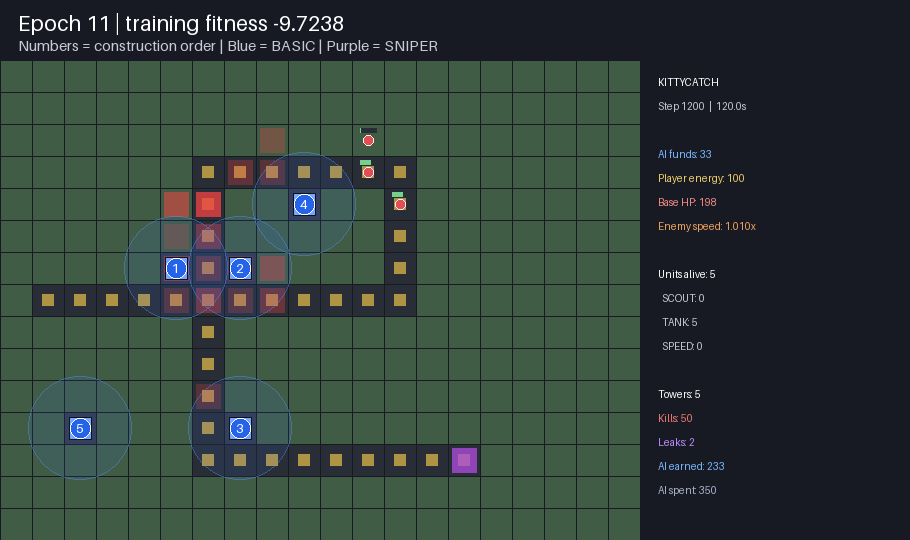 Epoch 11 | training fitness -9.7238
Numbers = construction order | Blue = BASIC | Purple = SNIPER
KITTYCATCH
Step 1200 | 120.0s
AI funds: 33
Player energy: 100
Base HP: 198
Enemy speed: 1.010x
Units alive: 5
SCOUT: 0
TANK: 5
SPEED: 0
Towers: 5
Kills: 50
Leaks: 2
AI earned: 233
AI spent: 350
4
1
2
5
3